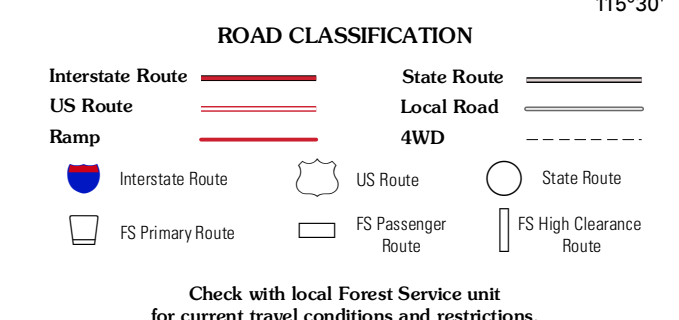 115°30'
ROAD CLASSIFICATION
Interstate Route
State Route
US Route
Local Road
Ramp
4WD
Interstate Route
US Route
State Route
FS Primary Route
FS Passenger
Route
FS High Clearance
Route
Check with local Forest Service unit
for current travel conditions and restrictions.